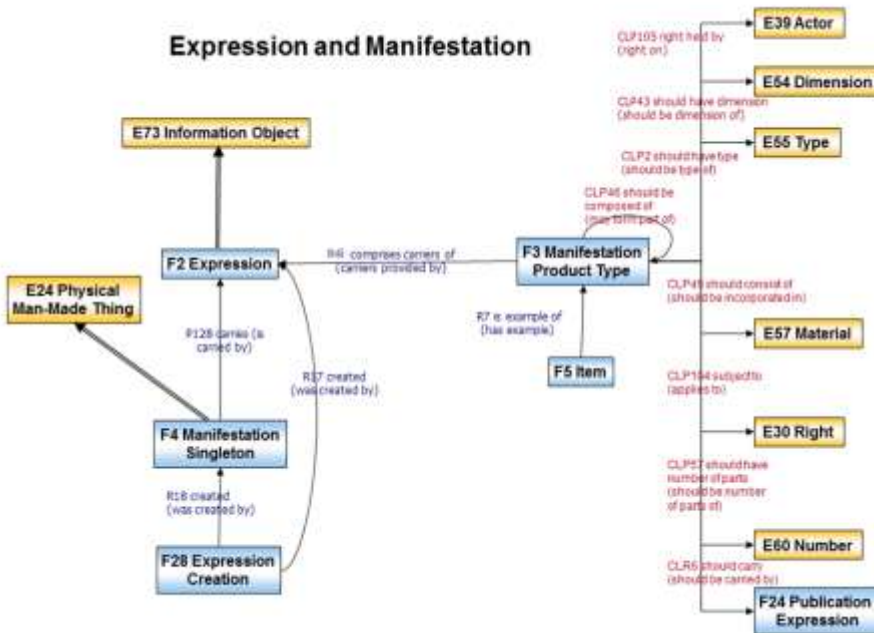 Expression and Manifestation
CLP105 right held by
(right on)
E39 Actor
CLP43 should have dimension
(should be dimension of)
E54 Dimension
E73 Information Object
CLP2 should have type
(should be type of)
E55 Type
CLP46 should be
composed of
(may form part of)
F2 Expression
R4i comprises carriers of
(carriers provided by)
F3 Manifestation
Product Type
E24 Physical
Man-Made Thing
CLP45 should consist of
(should be incorporated in)
P128 carries (is
carried by)
R7 is example of
(has example)
E57 Material
R17 created
(was created by)
F5 Item
CLP104 subject to
(applies to)
F4 Manifestation
Singleton
E30 Right
CLP57 should have
number of parts
(should be number
of parts of)
R18 created
(was created by)
E60 Number
F28 Expression
Creation
CLR6 should carry
(should be carried by)
F24 Publication
Expression